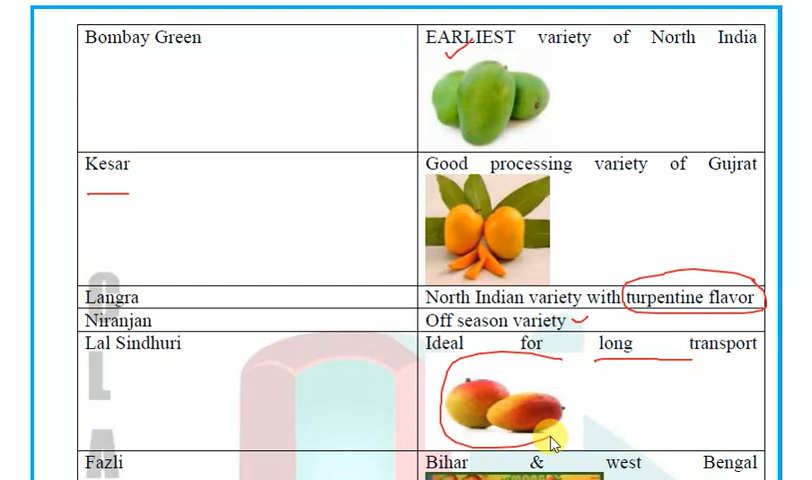 Bombay Green
EARLIEST variety of North India
Kesar
Good processing variety of Gujrat
Langra
North Indian variety with turpentine flavor
Niranjan
Off season variety
Lal Sindhuri
Ideal for long transport
Fazli
Bihar & west Bengal
O
L
A